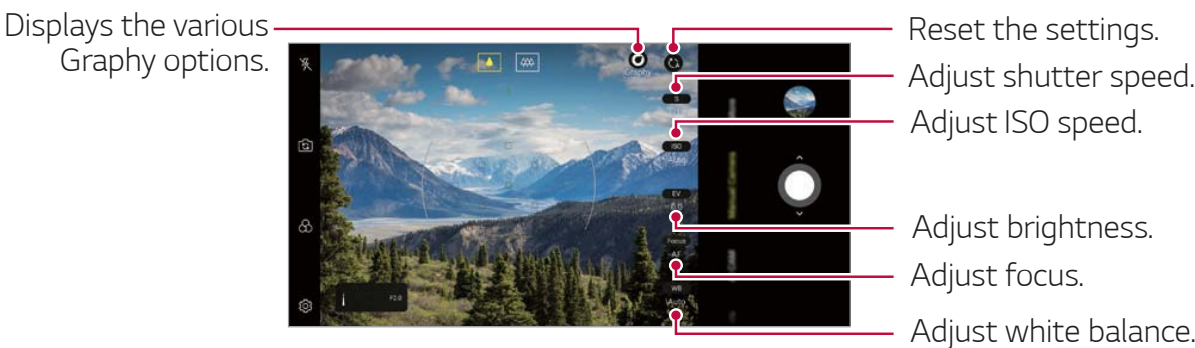 Displays the various
Graphy options.
Reset the settings.
Adjust shutter speed.
Adjust ISO speed.
Adjust brightness.
Adjust focus.
Adjust white balance.
Graphy
S
ISO
Auto
EV
0.0
Focus
AF
WB
Auto
F2.0